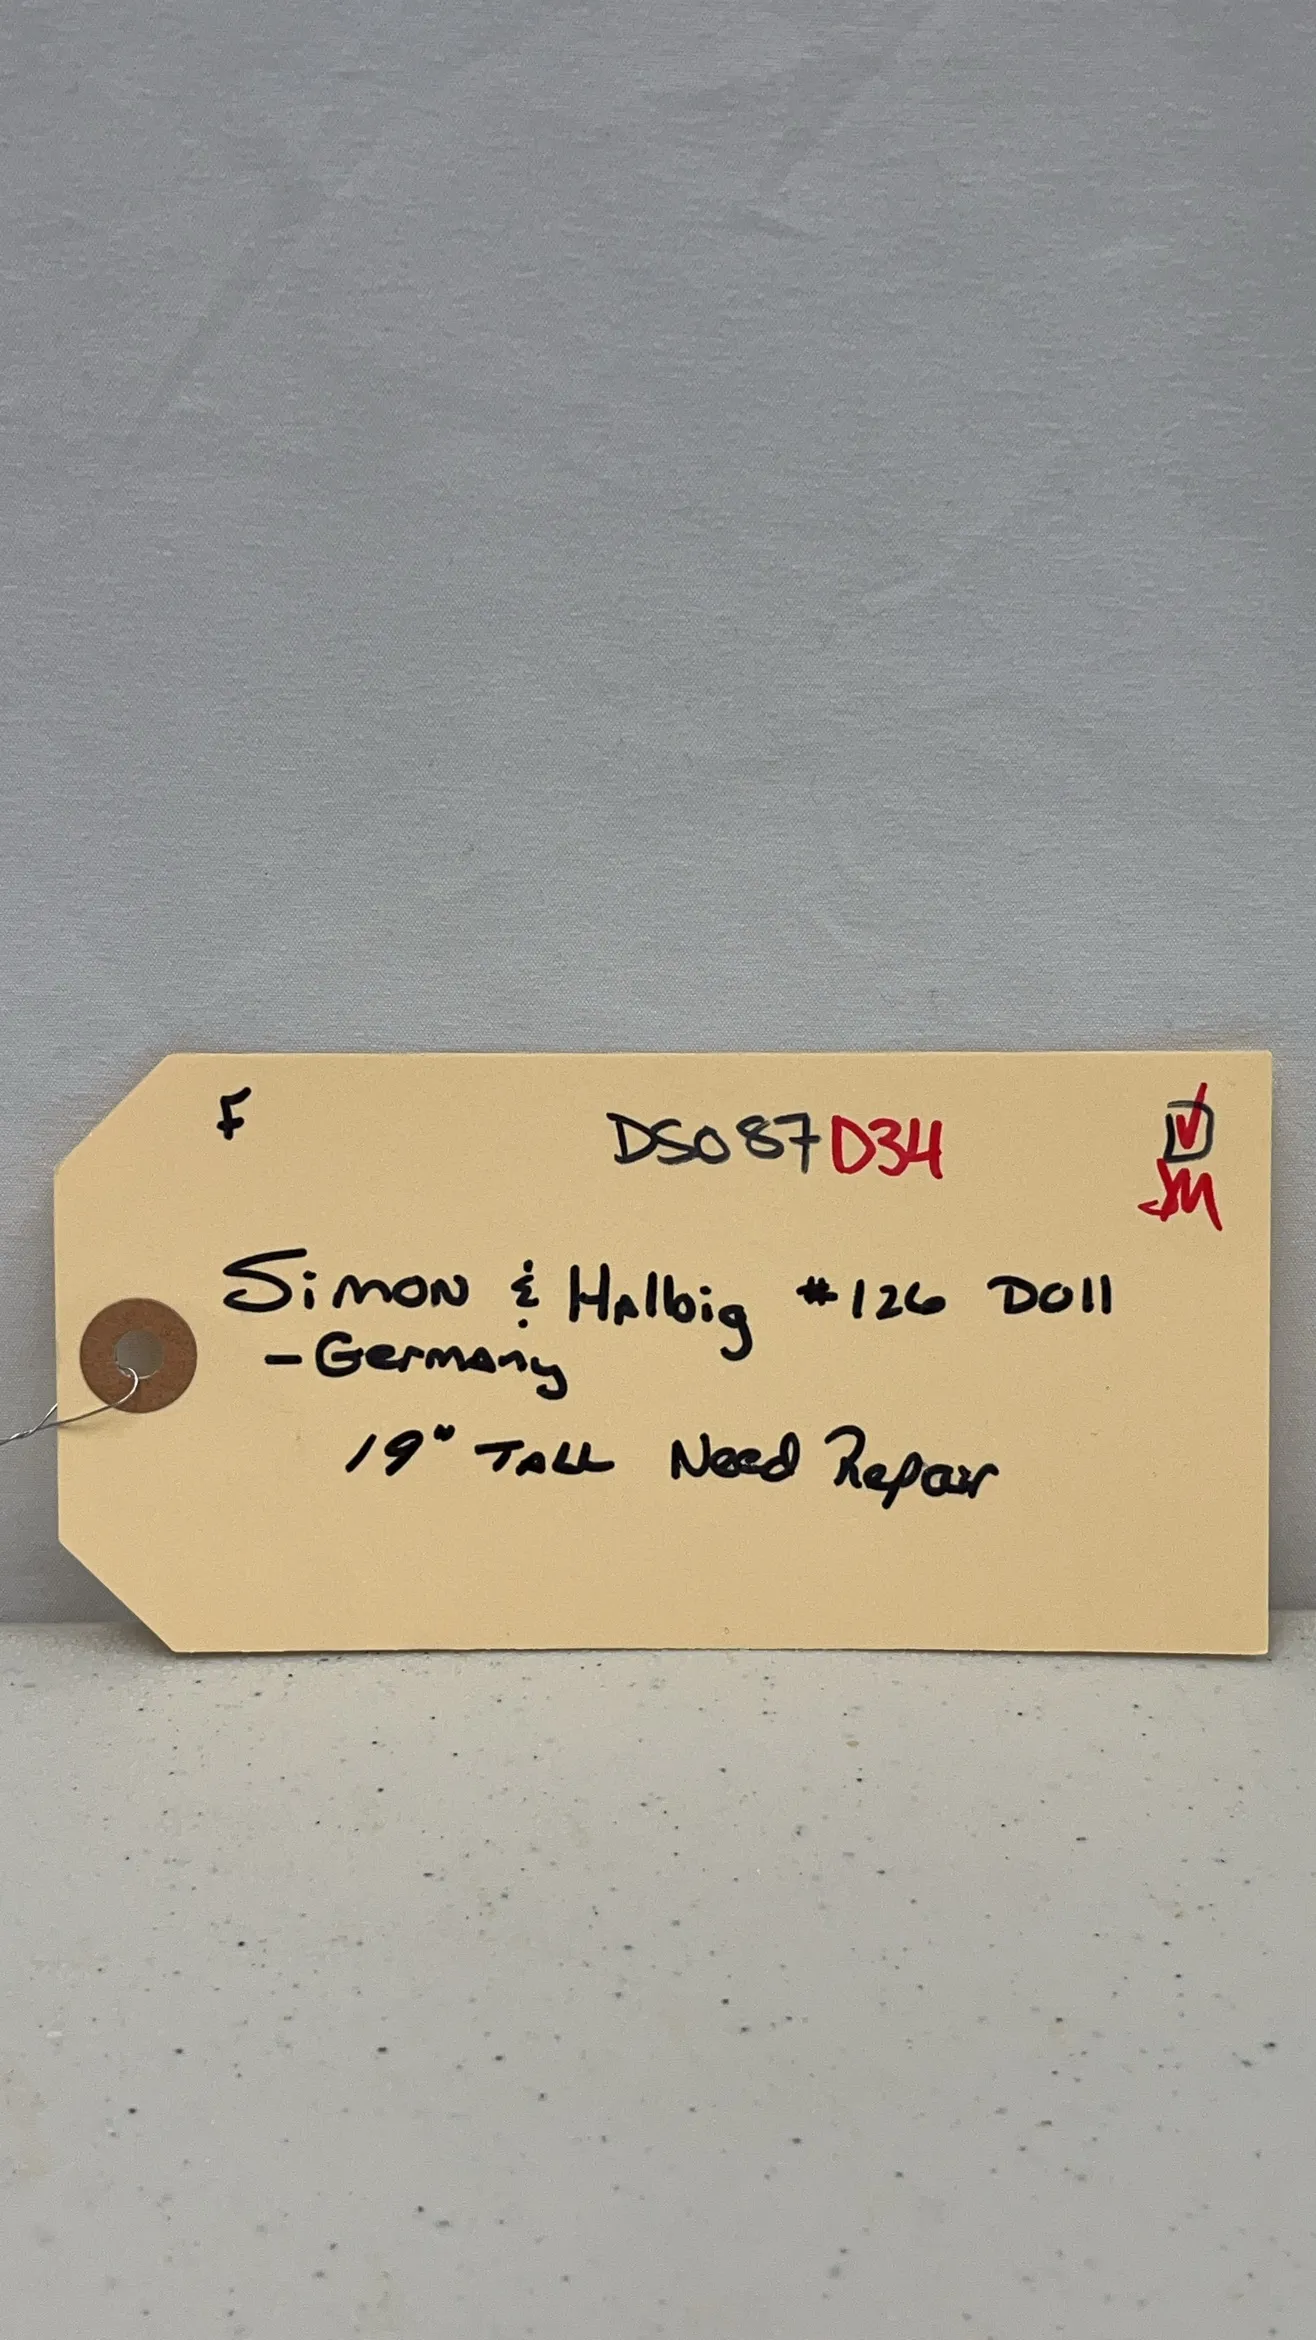 F DS087D34 ☑
JM
Simon & Halbig #126 Doll
- Germany
19" Tall Need Repair